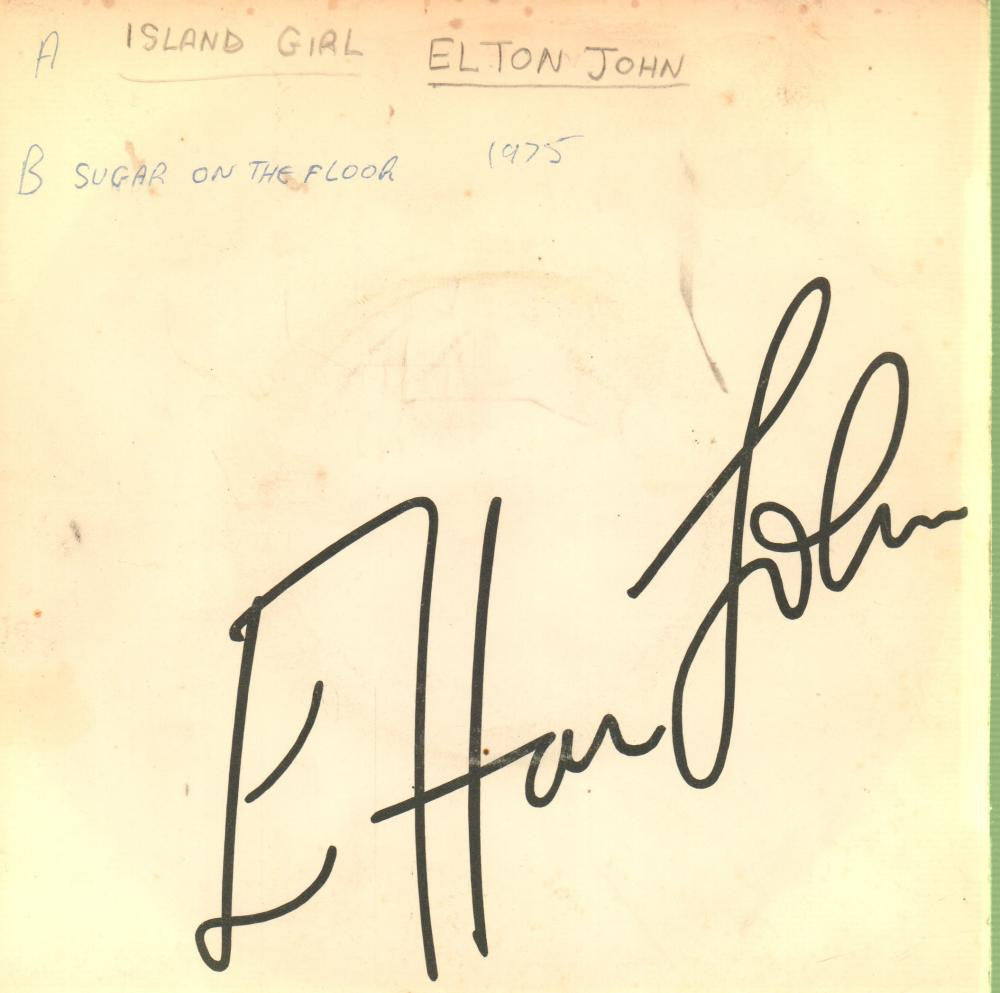 A ISLAND GIRL ELTON JOHN
B SUGAR ON THE FLOOR 1975
Elton John